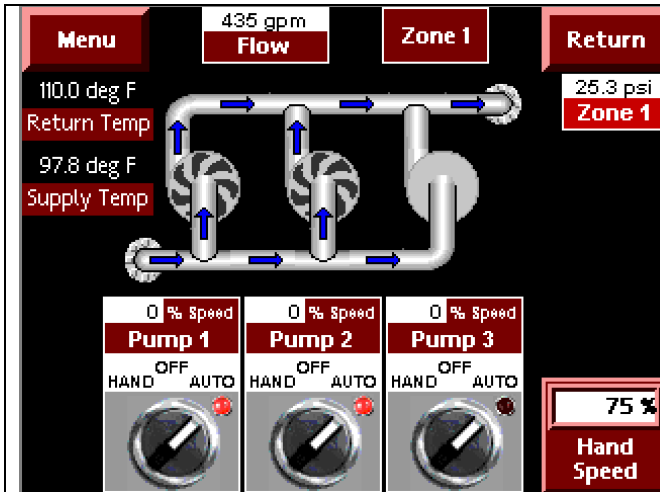 Menu
435 gpm
Flow
Zone 1
Return
110.0 deg F
Return Temp
25.3 psi
Zone 1
97.8 deg F
Supply Temp
0 % Speed
Pump 1
0 % Speed
Pump 2
0 % Speed
Pump 3
OFF
HAND AUTO
OFF
HAND AUTO
OFF
HAND AUTO
75 %
Hand
Speed